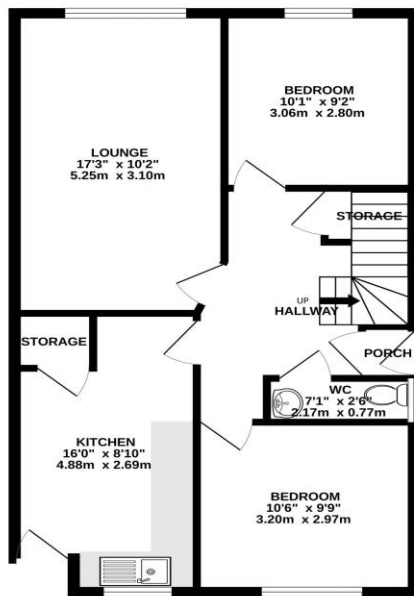 BEDROOM
10'1" x 9'2"
3.06m x 2.80m
LOUNGE
17'3" x 10'2"
5.25m x 3.10m
STORAGE
UP
HALLWAY
STORAGE
PORCH
WC
7'1" x 2'6"
2.17m x 0.77m
KITCHEN
16'0" x 8'10"
4.88m x 2.69m
BEDROOM
10'6" x 9'9"
3.20m x 2.97m